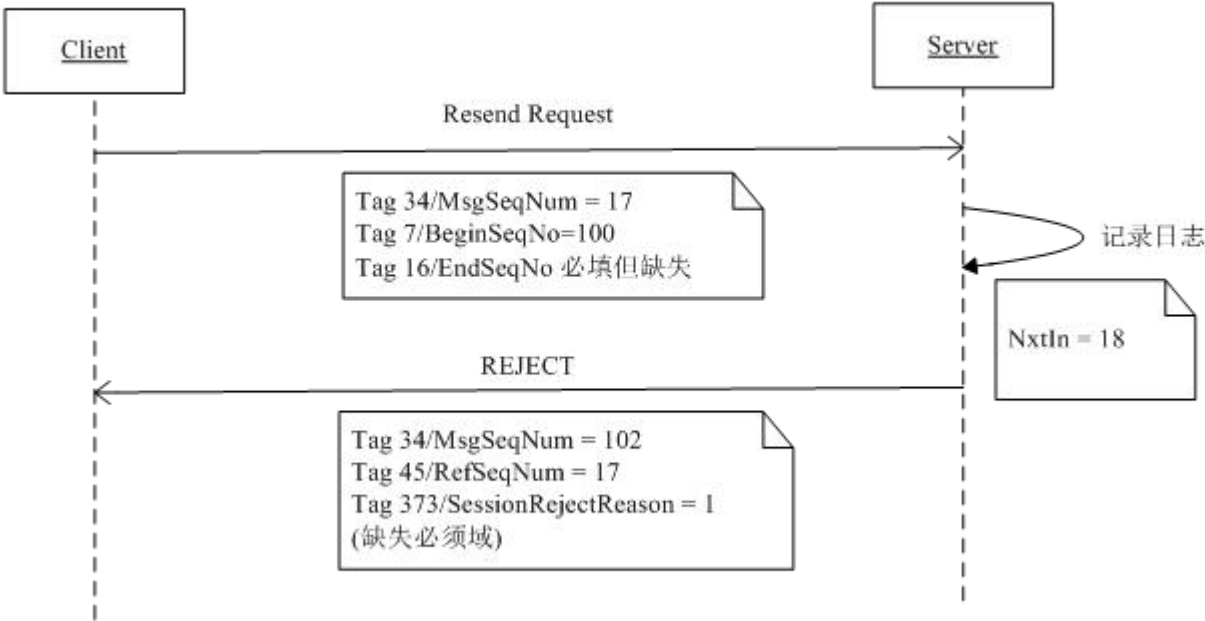 Client
Server
Resend Request
Tag 34/MsgSeqNum = 17
Tag 7/BeginSeqNo=100
Tag 16/EndSeqNo 必填但缺失
记录日志
NxtIn = 18
REJECT
Tag 34/MsgSeqNum = 102
Tag 45/RefSeqNum = 17
Tag 373/SessionRejectReason = 1
(缺失必须域)